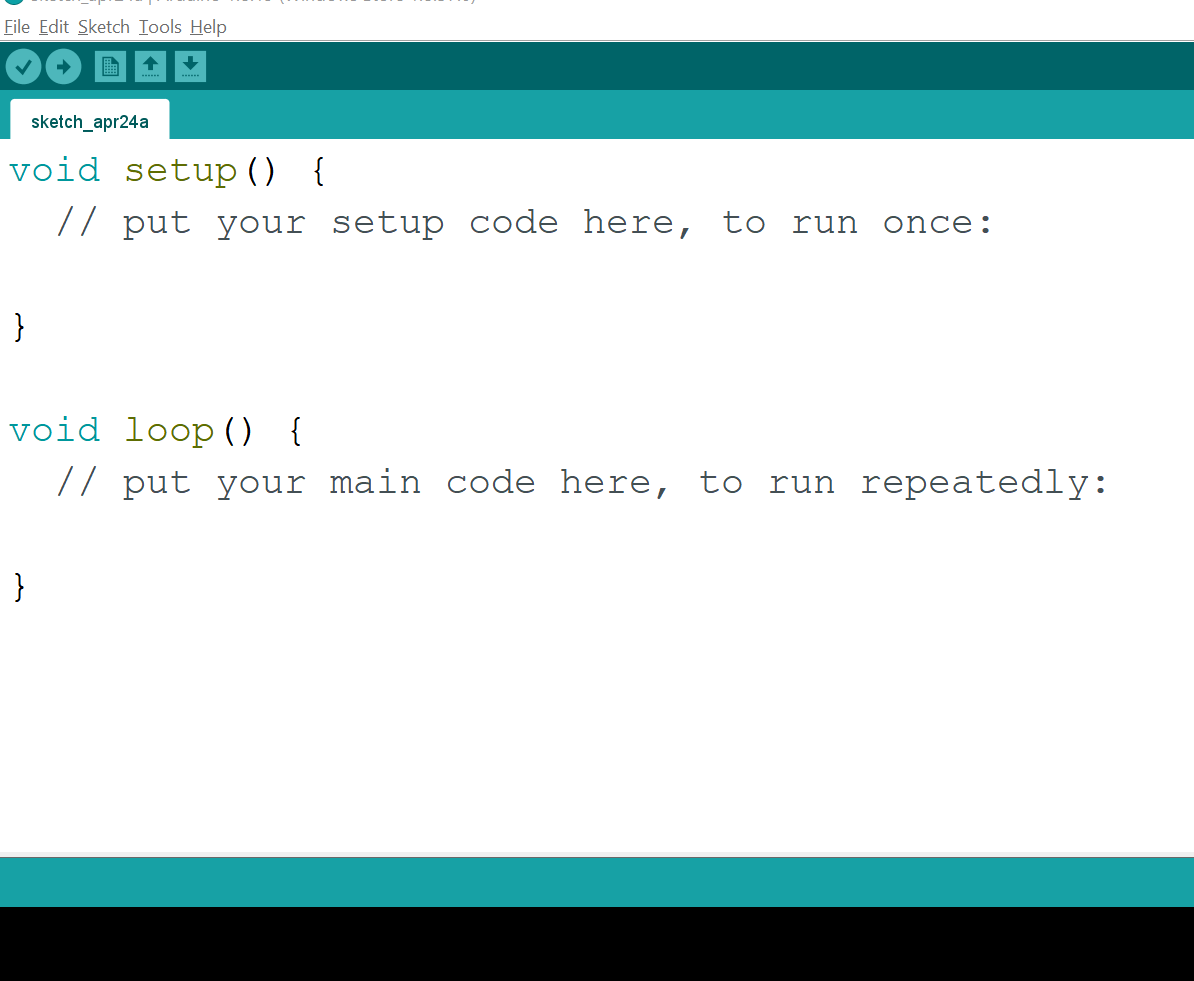 File Edit Sketch Tools Help
sketch_apr24a
void setup() {
  // put your setup code here, to run once:
}
void loop() {
  // put your main code here, to run repeatedly:
}